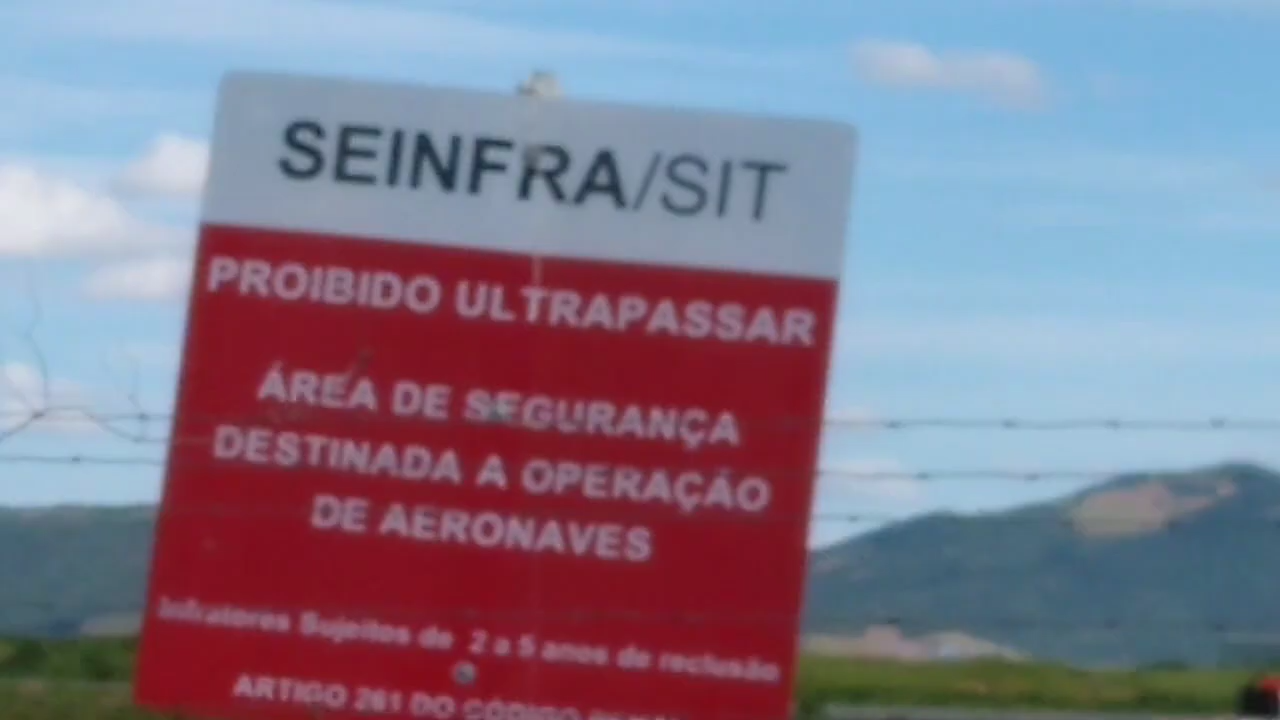 SEINFRA/SIT
PROIBIDO ULTRAPASSAR
ÁREA DE SEGURANÇA
DESTINADA A OPERAÇÃO
DE AERONAVES
Infratores Sujeitos de 2 a 5 anos de reclusão
ARTIGO 261 DO CÓDIGO